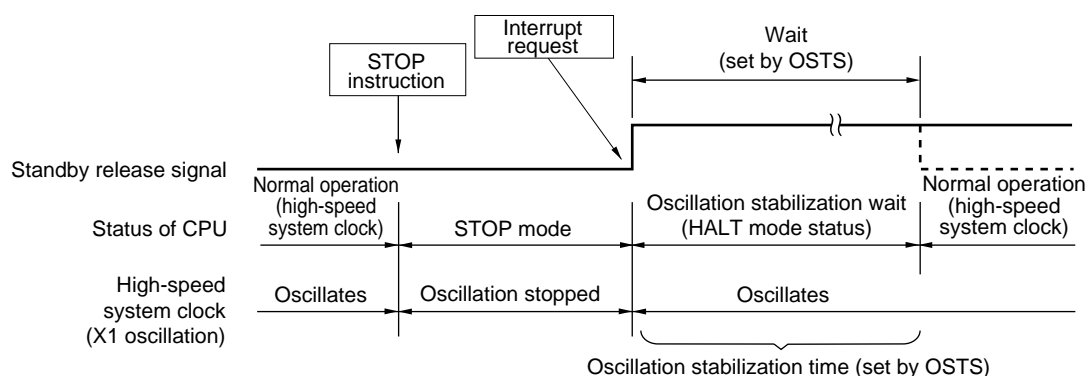 Interrupt
request
STOP
instruction
Wait
(set by OSTS)
Standby release signal
Normal operation
(high-speed
system clock)
Normal operation
(high-speed
system clock)
Status of CPU
STOP mode
Oscillation stabilization wait
(HALT mode status)
High-speed
system clock
(X1 oscillation)
Oscillates
Oscillation stopped
Oscillates
Oscillation stabilization time (set by OSTS)